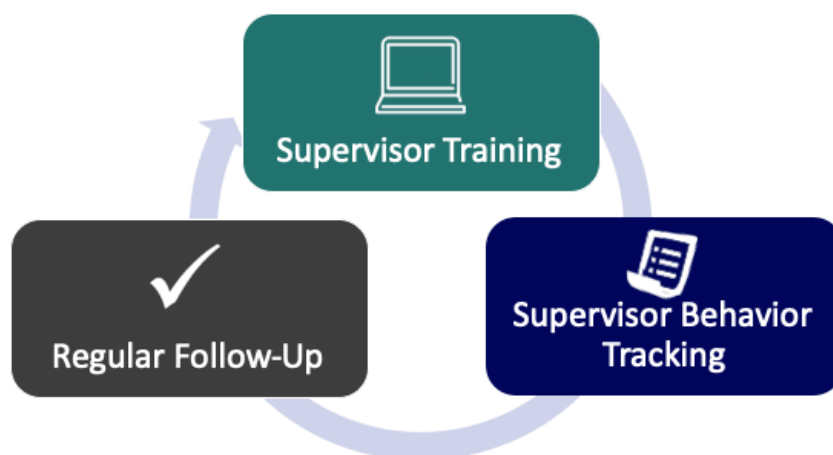 Supervisor Training
Supervisor Behavior
Tracking
Regular Follow-Up